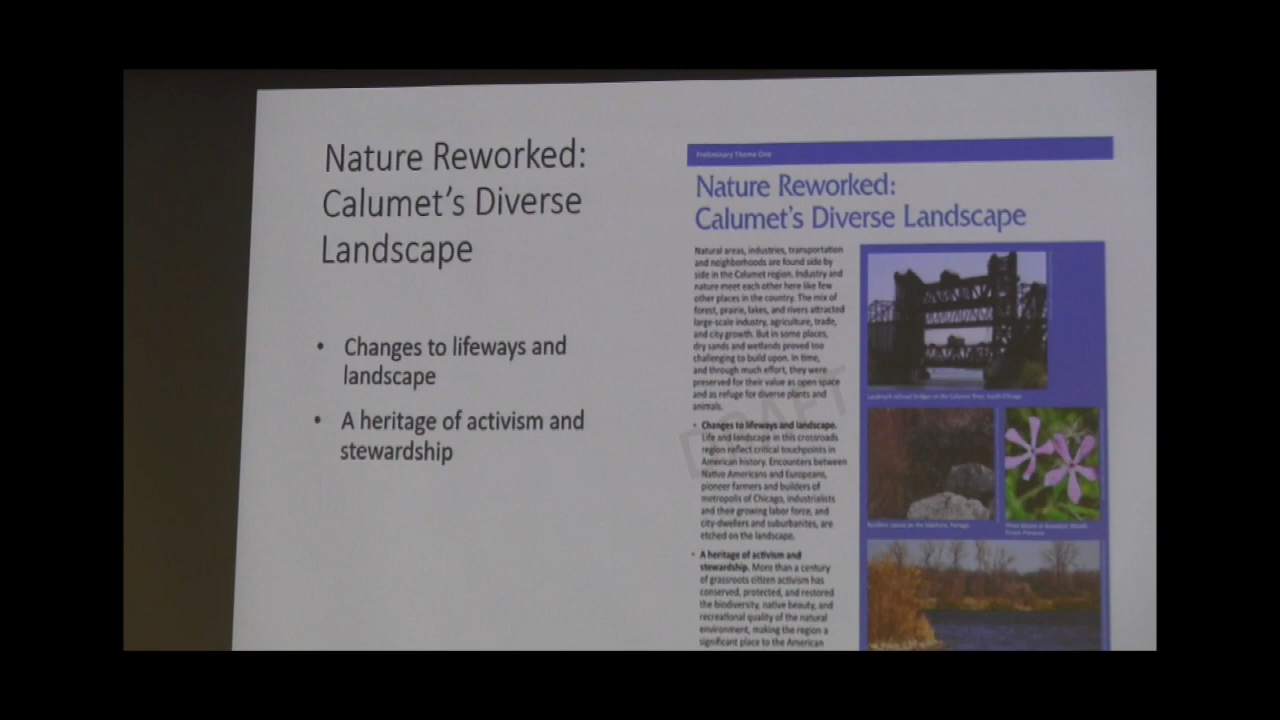 Nature Reworked:
Calumet's Diverse
Landscape
• Changes to lifeways and
landscape
• A heritage of activism and
stewardship
Preliminary Theme One
Nature Reworked:
Calumet's Diverse Landscape
Natural areas, industries, transportation
and neighborhoods are found side by
side in the Calumet region. Industry and
nature meet each other here like few
other places in the country. The mix of
forest, prairie, lakes, and rivers attracted
large-scale industry, agriculture, trade,
and city growth. But in some places,
dry sands and wetlands proved too
challenging to build upon. In time,
and through much effort, they were
preserved for their value as open space
and as refuge for diverse plants and
animals.
• Changes to lifeways and landscape.
Life and landscape in this crossroads
region reflect critical touchpoints in
American history. Encounters between
Native Americans and Europeans,
pioneer farmers and builders of
metropolis of Chicago, industrialists
and their growing labor force, and
city-dwellers and suburbanites, are
etched on the landscape.
• A heritage of activism and
stewardship. More than a century
of grassroots citizen activism has
conserved, protected, and restored
the biodiversity, native beauty, and
recreational quality of the natural
environment, making the region a
significant place to the American
DRAFT
Landmark railroad bridges on the Calumet River, South Chicago